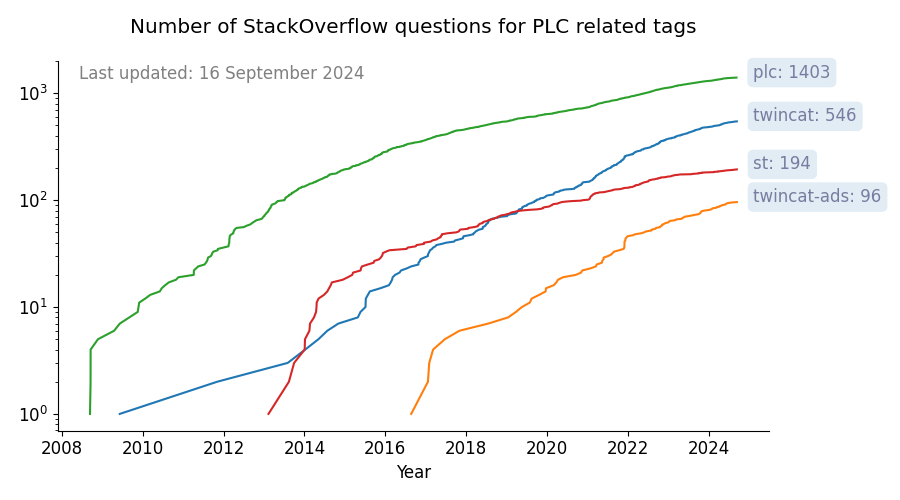 Number of StackOverflow questions for PLC related tags
Last updated: 16 September 2024
plc: 1403
10³
twincat: 546
st: 194
10²
twincat-ads: 96
10¹
10⁰
2008 2010 2012 2014 2016 2018 2020 2022 2024
Year